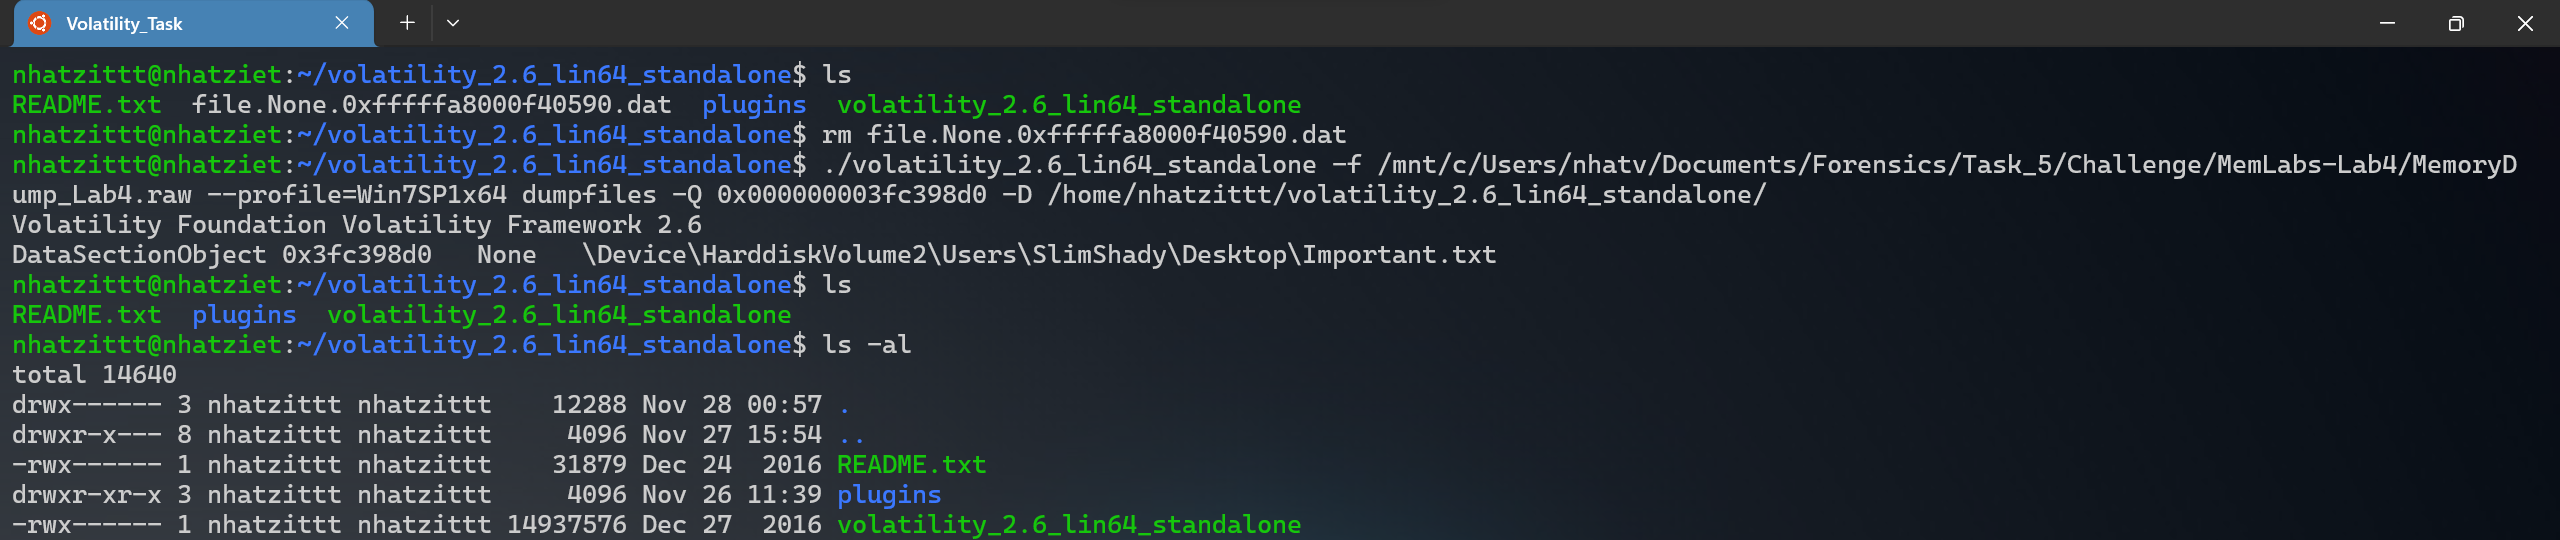 Volatility_Task
nhatzittt@nhatziet:~/volatility_2.6_lin64_standalone$ ls
README.txt  file.None.0xfffffa8000f40590.dat  plugins  volatility_2.6_lin64_standalone
nhatzittt@nhatziet:~/volatility_2.6_lin64_standalone$ rm file.None.0xfffffa8000f40590.dat
nhatzittt@nhatziet:~/volatility_2.6_lin64_standalone$ ./volatility_2.6_lin64_standalone -f /mnt/c/Users/nhatv/Documents/Forensics/Task_5/Challenge/MemLabs-Lab4/MemoryD
ump_Lab4.raw --profile=Win7SP1x64 dumpfiles -Q 0x000000003fc398d0 -D /home/nhatzittt/volatility_2.6_lin64_standalone/
Volatility Foundation Volatility Framework 2.6
DataSectionObject 0x3fc398d0   None   \Device\HarddiskVolume2\Users\SlimShady\Desktop\Important.txt
nhatzittt@nhatziet:~/volatility_2.6_lin64_standalone$ ls
README.txt  plugins  volatility_2.6_lin64_standalone
nhatzittt@nhatziet:~/volatility_2.6_lin64_standalone$ ls -al
total 14640
drwx------ 3 nhatzittt nhatzittt    12288 Nov 28 00:57 .
drwxr-x--- 8 nhatzittt nhatzittt     4096 Nov 27 15:54 ..
-rwx------ 1 nhatzittt nhatzittt    31879 Dec 24  2016 README.txt
drwxr-xr-x 3 nhatzittt nhatzittt     4096 Nov 26 11:39 plugins
-rwx------ 1 nhatzittt nhatzittt 14937576 Dec 27  2016 volatility_2.6_lin64_standalone